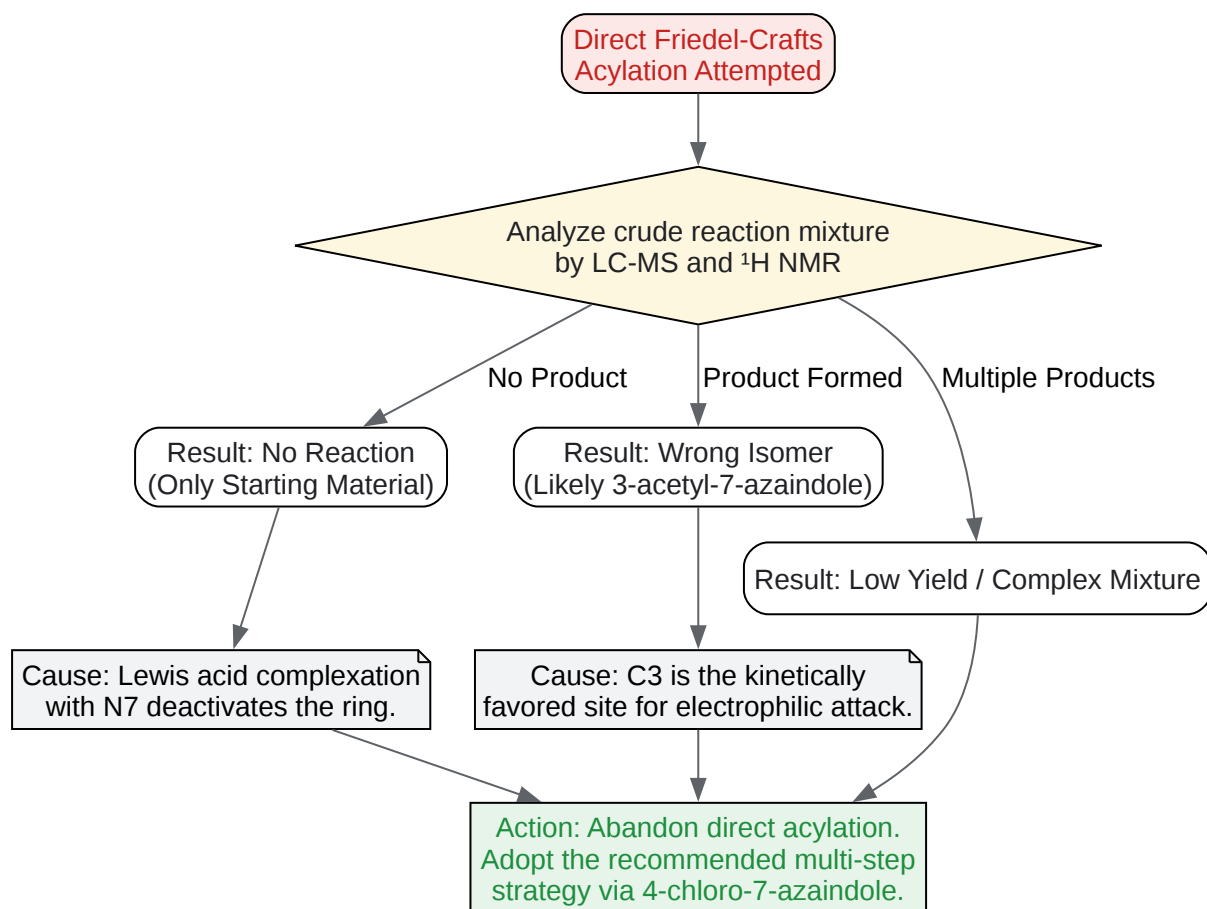 Direct Friedel-Crafts
Acylation Attempted
Analyze crude reaction mixture
by LC-MS and ¹H NMR
No Product
Product Formed
Multiple Products
Result: No Reaction
(Only Starting Material)
Result: Wrong Isomer
(Likely 3-acetyl-7-azaindole)
Result: Low Yield / Complex Mixture
Cause: Lewis acid complexation
with N7 deactivates the ring.
Cause: C3 is the kinetically
favored site for electrophilic attack.
Action: Abandon direct acylation.
Adopt the recommended multi-step
strategy via 4-chloro-7-azaindole.